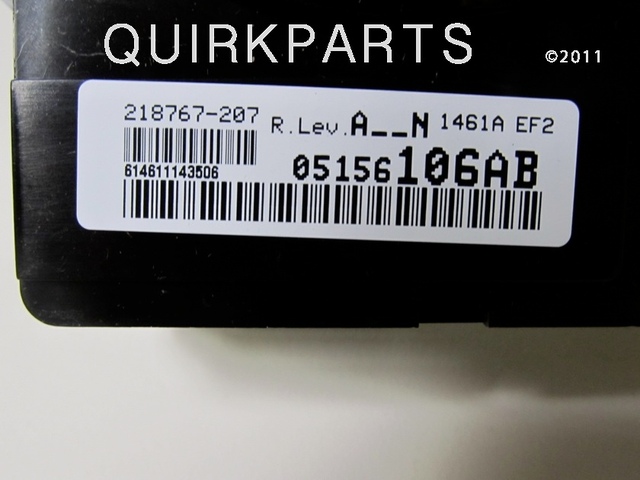 QUIRKPARTS
©2011
218767-207 R.Lev.A__N 1461A EF2
614611143506
05156106AB